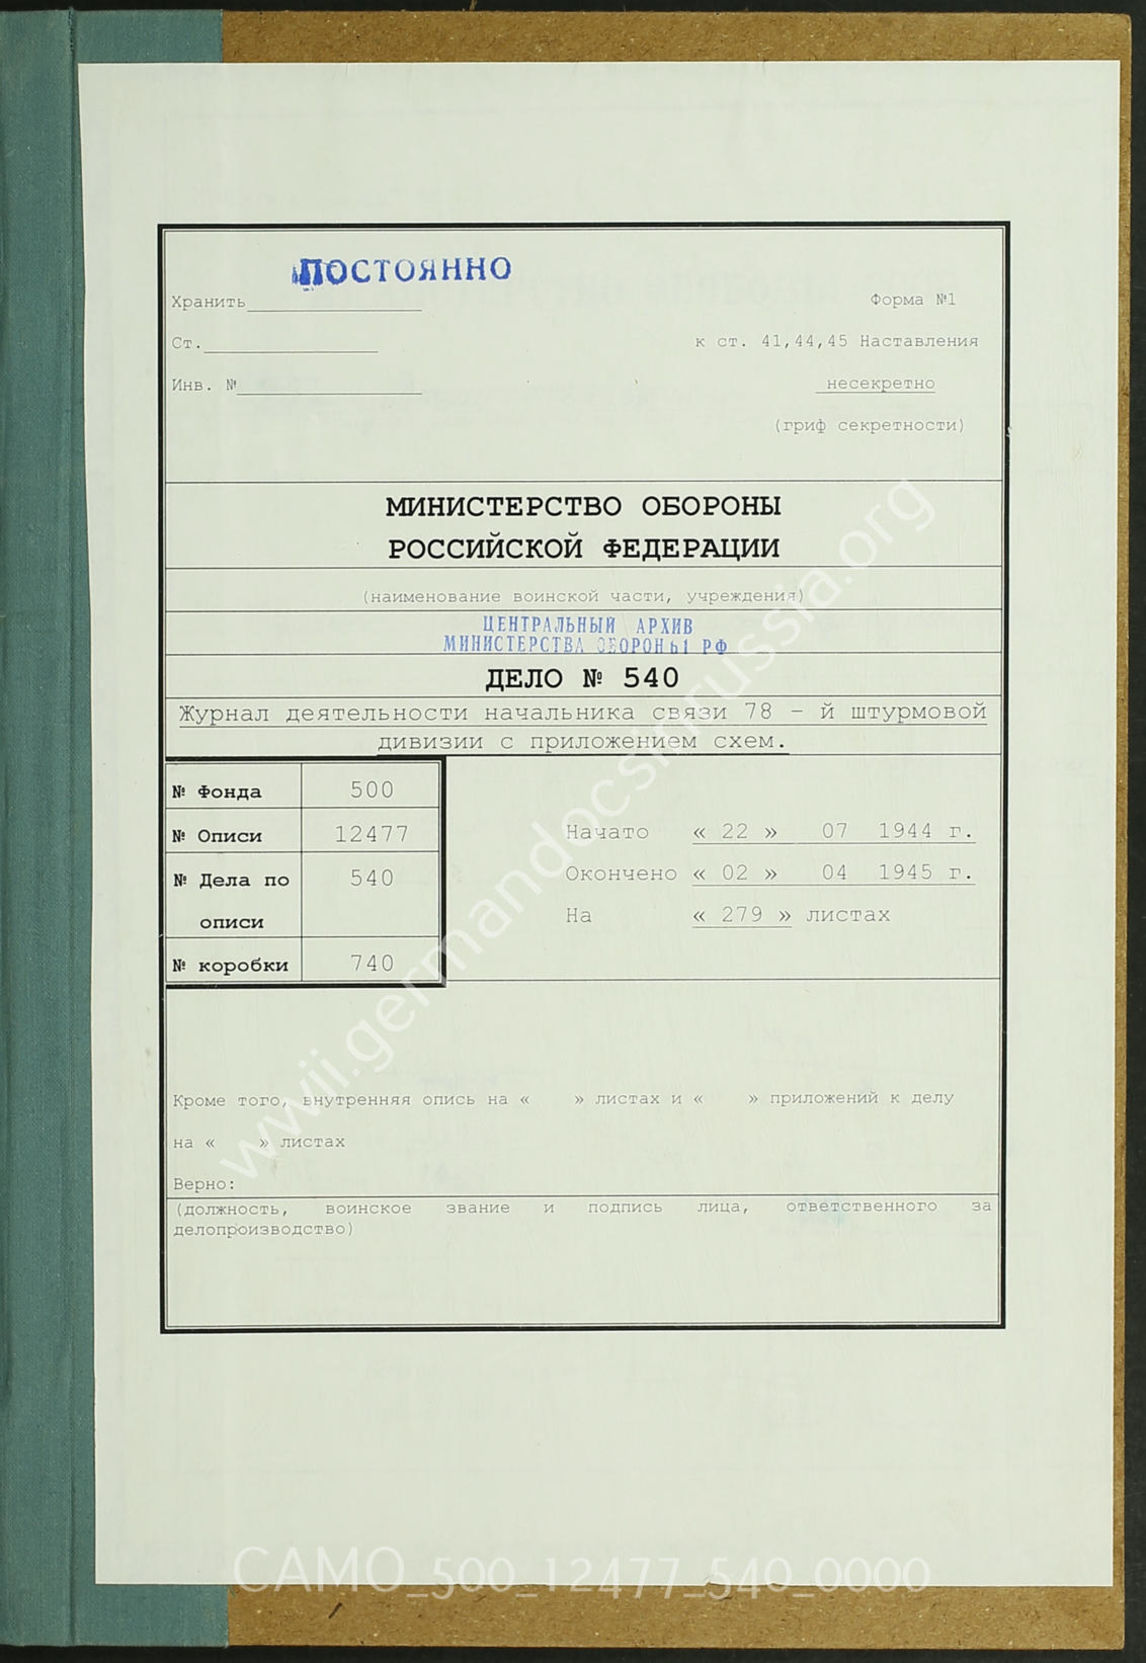 ПОСТОЯННО
Хранить
Форма №1
Ст.
к ст. 41,44,45 Наставления
Инв. №
несекретно
(гриф секретности)
МИНИСТЕРСТВО ОБОРОНЫ
РОССИЙСКОЙ ФЕДЕРАЦИИ
(наименование воинской части, учреждения)
ЦЕНТРАЛЬНЫЙ АРХИВ
МИНИСТЕРСТВА ОБОРОНЫ РФ
ДЕЛО № 540
Журнал деятельности начальника связи 78 – й штурмовой
дивизии с приложением схем.
№ Фонда 500
№ Описи 12477
№ Дела по 540
описи
№ коробки 740
Начато « 22 » 07 1944 г.
Окончено « 02 » 04 1945 г.
На « 279 » листах
Кроме того, внутренняя опись на « » листах и « » приложений к делу
на « » листах
Верно:
(должность, воинское звание и подпись лица, ответственного за
делопроизводство)
wwii.germandocsinrussia.org
CAMO_500_12477_540_0000